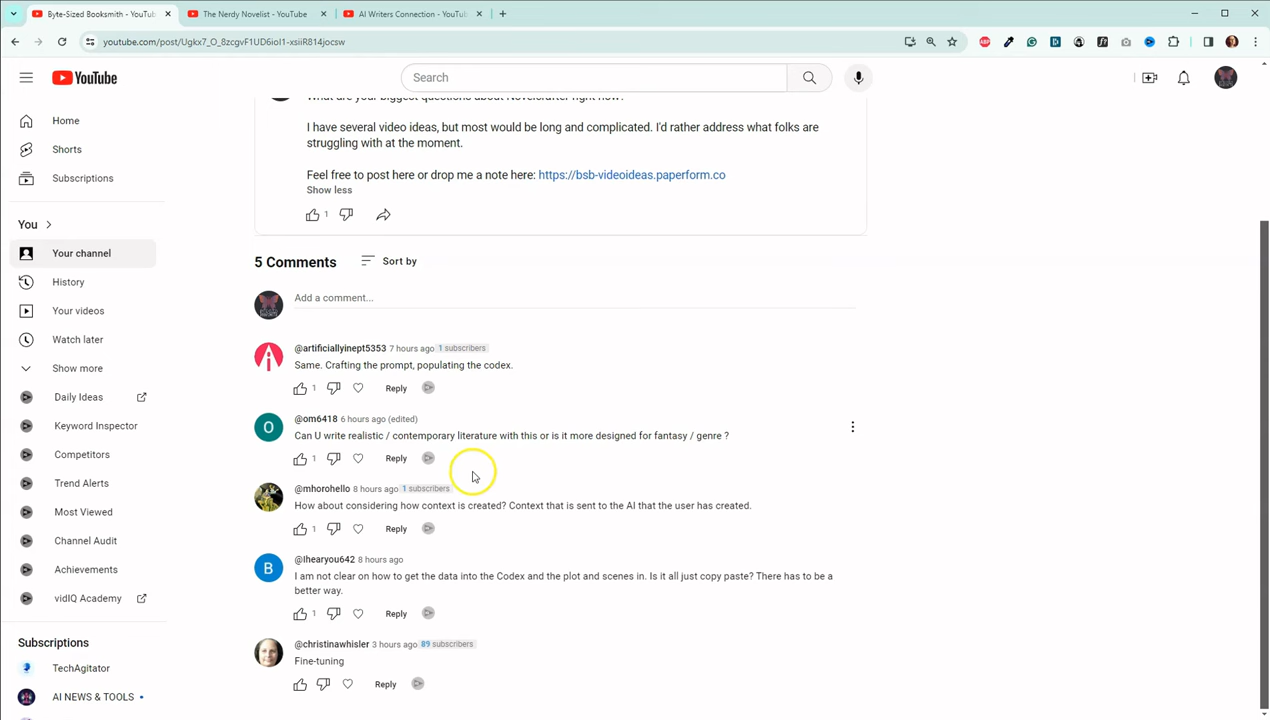 Byte-Sized Booksmith - YouTu
The Nerdy Novelist - YouTube
AI Writers Connection - YouTub
youtube.com/post/Ugkx7_O_8zcgvF1UD6ioI1-xsiiR814jocsw
YouTube
Search
Home
Shorts
Subscriptions
You
Your channel
History
Your videos
Watch later
Show more
Daily Ideas
Keyword Inspector
Competitors
Trend Alerts
Most Viewed
Channel Audit
Achievements
vidIQ Academy
Subscriptions
TechAgitator
AI NEWS & TOOLS
What are your biggest questions about Novelcrafter right now?
I have several video ideas, but most would be long and complicated. I'd rather address what folks are
struggling with at the moment.
Feel free to post here or drop me a note here: https://bsb-videoideas.paperform.co
Show less
1
5 Comments
Sort by
Add a comment...
@artificiallyinept5353 7 hours ago 1 subscribers
Same. Crafting the prompt, populating the codex.
1 Reply
@om6418 6 hours ago (edited)
Can U write realistic / contemporary literature with this or is it more designed for fantasy / genre ?
1 Reply
@mhorohello 8 hours ago 1 subscribers
How about considering how context is created? Context that is sent to the AI that the user has created.
1 Reply
@Ihearyou642 8 hours ago
I am not clear on how to get the data into the Codex and the plot and scenes in. Is it all just copy paste? There has to be a
better way.
1 Reply
@christinawhisler 3 hours ago 89 subscribers
Fine-tuning
Reply